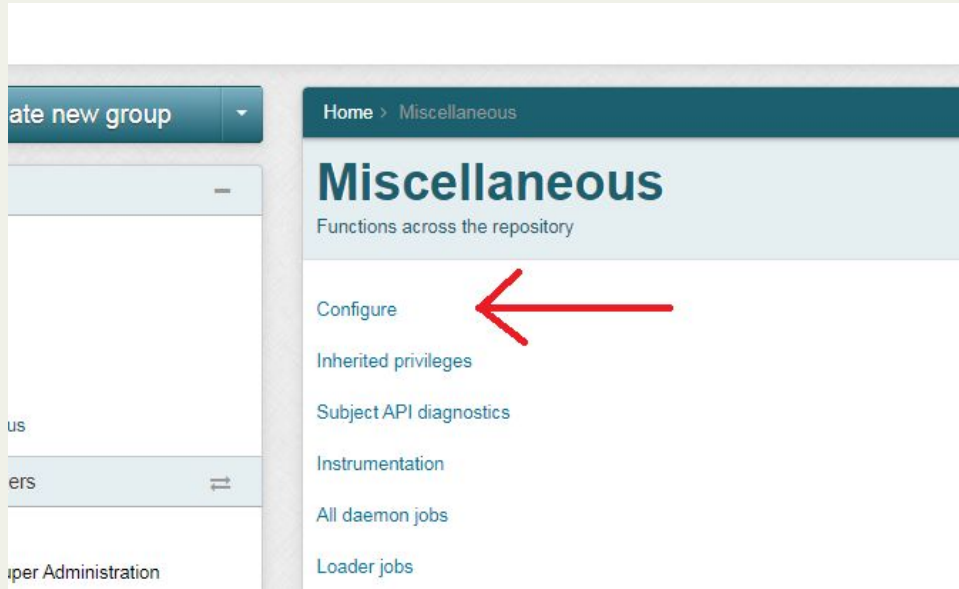 ate new group
us
ers
uper Administration
Home > Miscellaneous
Miscellaneous
Functions across the repository
Configure
Inherited privileges
Subject API diagnostics
Instrumentation
All daemon jobs
Loader jobs